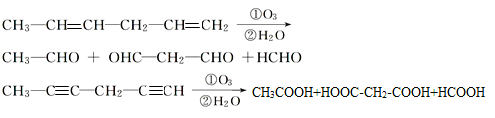 CH₃—CH=CH—CH₂—CH=CH₂ ①O₃ ②H₂O
CH₃—CHO + OHC—CH₂—CHO +HCHO
CH₃—C≡C—CH₂—C≡CH ①O₃ ②H₂O CH₃COOH+HOOC-CH₂-COOH+HCOOH